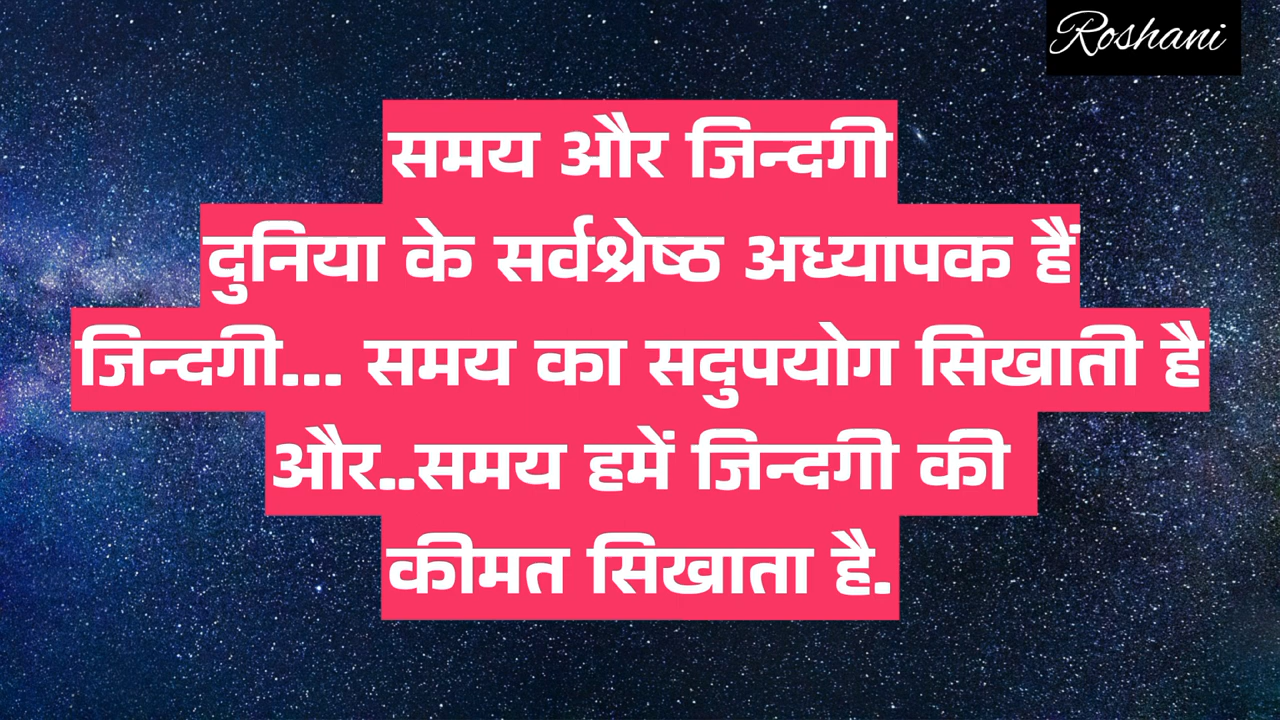 Roshani
समय और जिन्दगी
दुनिया के सर्वश्रेष्ठ अध्यापक हैं
जिन्दगी... समय का सदुपयोग सिखाती है
और..समय हमें जिन्दगी की
कीमत सिखाता है.